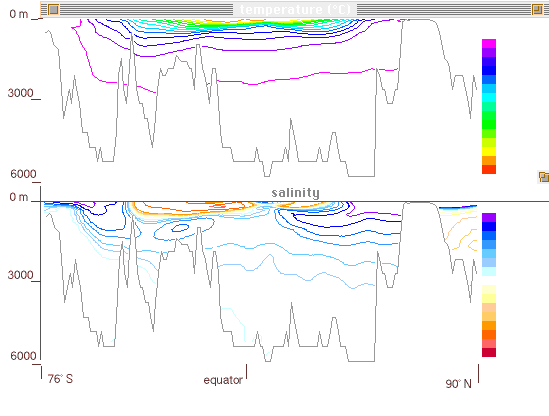 temperature (°C)
0 m
3000
6000
salinity
0 m
3000
6000
76° S
equator
90° N